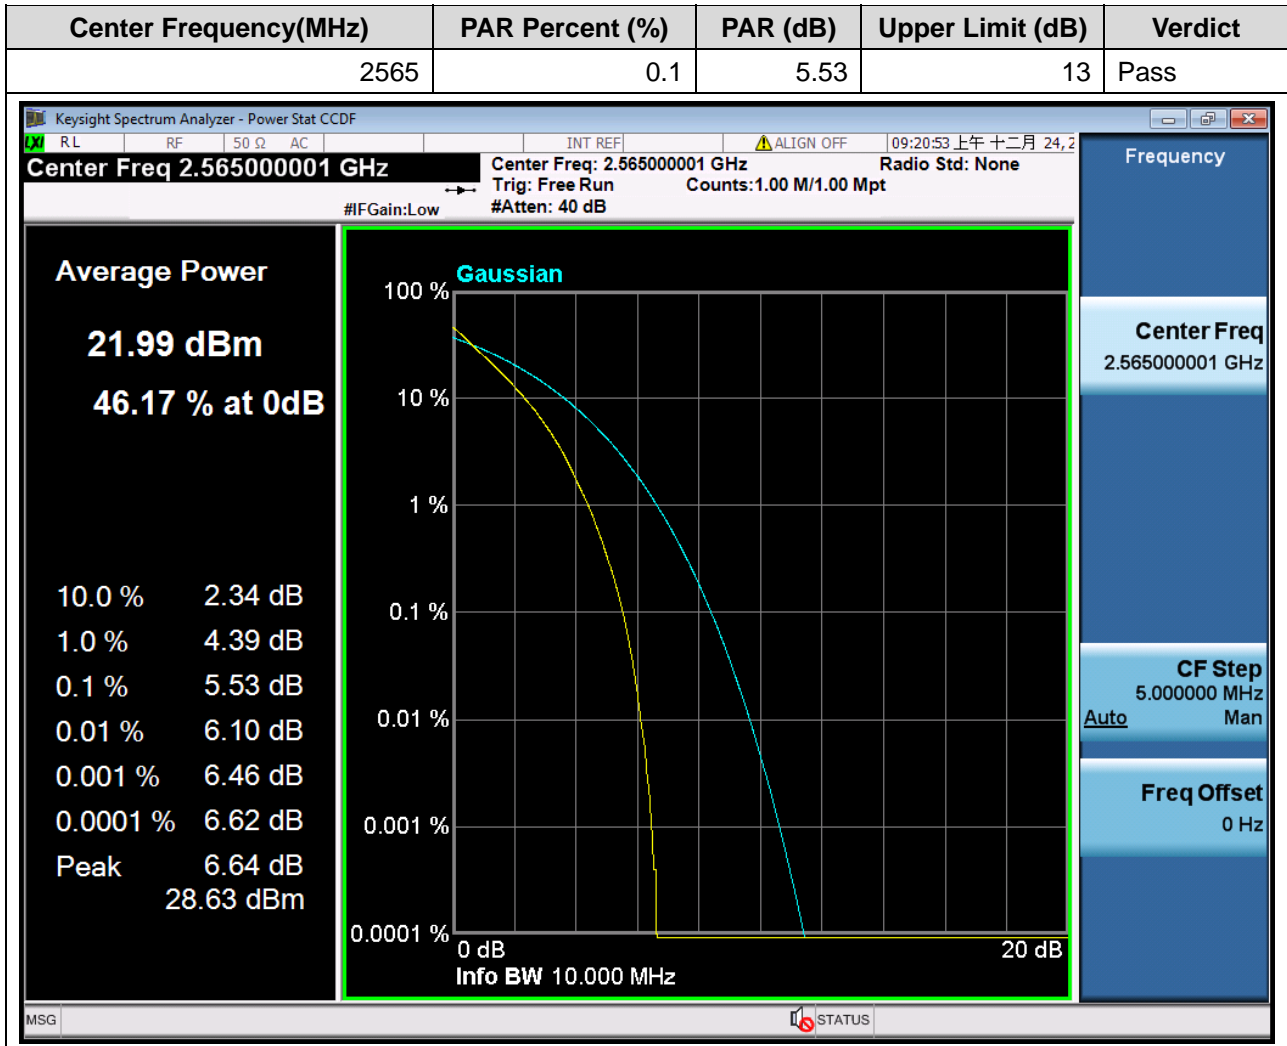 Center Frequency(MHz) PAR Percent (%) PAR (dB) Upper Limit (dB) Verdict
2565 0.1 5.53 13 Pass
Keysight Spectrum Analyzer - Power Stat CCDF
LXI RL RF 50 Ω AC INT REF ALIGN OFF 09:20:53 上午 十二月 24, 2
Center Freq 2.565000001 GHz
Center Freq: 2.565000001 GHz Radio Std: None
Trig: Free Run Counts:1.00 M/1.00 Mpt
#IFGain:Low #Atten: 40 dB
Average Power
21.99 dBm
46.17 % at 0dB
10.0 % 2.34 dB
1.0 % 4.39 dB
0.1 % 5.53 dB
0.01 % 6.10 dB
0.001 % 6.46 dB
0.0001 % 6.62 dB
Peak 6.64 dB
28.63 dBm
Gaussian
100 %
10 %
1 %
0.1 %
0.01 %
0.001 %
0.0001 %
0 dB 20 dB
Info BW 10.000 MHz
Frequency
Center Freq
2.565000001 GHz
CF Step
5.000000 MHz
Auto Man
Freq Offset
0 Hz
MSG STATUS